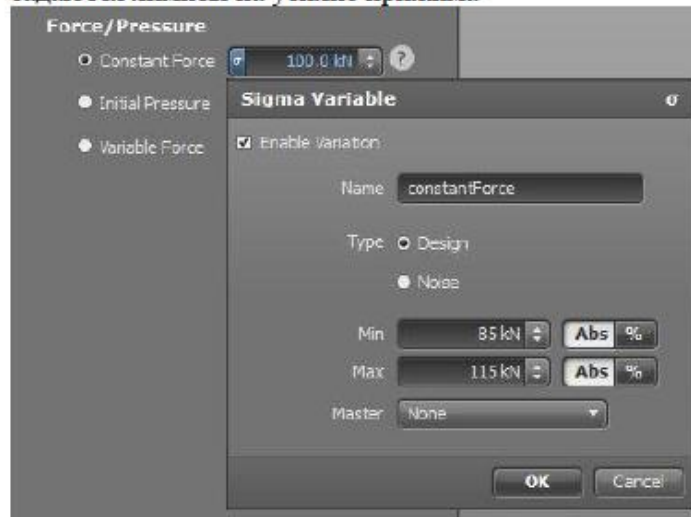 Force/Pressure
Constant Force σ 100.0 kN ?
Initial Pressure
Variable Force
Sigma Variable σ
Enable Variation
Name constantForce
Type Design
Noise
Min 85 kN Abs %
Max 115 kN Abs %
Master None
OK Cancel